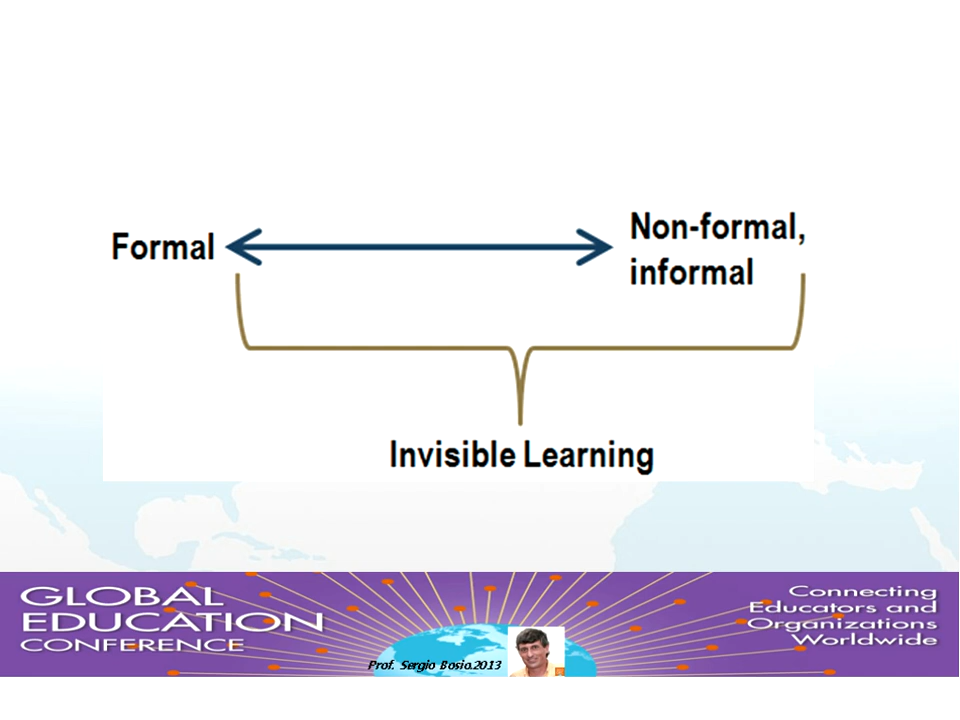 Formal
Non-formal,
informal
Invisible Learning
GLOBAL
EDUCATION
CONFERENCE
Connecting
Educators and
Organizations
Worldwide
Prof. Sergio Bosio.2013